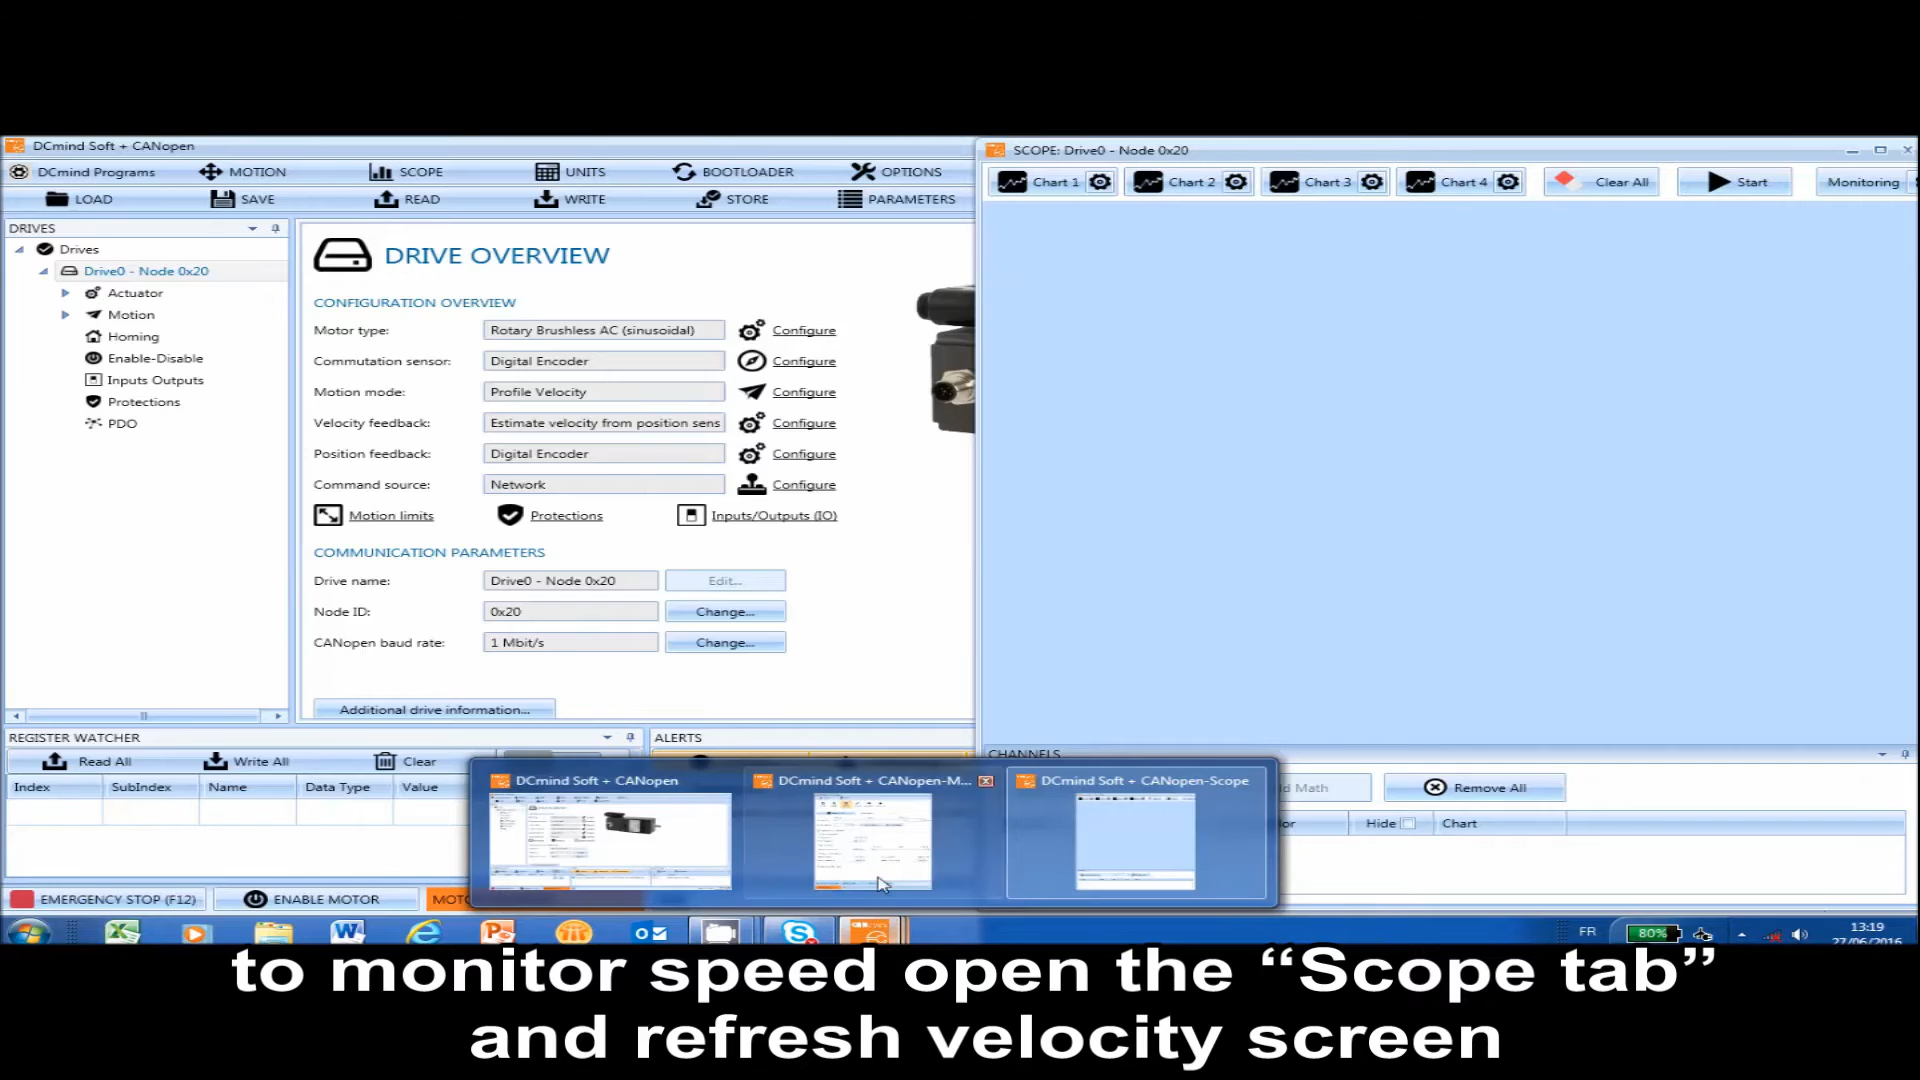 DCmind Soft + CANopen
DCmind Programs MOTION SCOPE UNITS BOOTLOADER OPTIONS
LOAD SAVE READ WRITE STORE PARAMETERS
SCOPE: Drive0 - Node 0x20
Chart 1 Chart 2 Chart 3 Chart 4 Clear All Start Monitoring
DRIVES
Drives
Drive0 - Node 0x20
Actuator
Motion
Homing
Enable-Disable
Inputs Outputs
Protections
PDO
DRIVE OVERVIEW
CONFIGURATION OVERVIEW
Motor type: Rotary Brushless AC (sinusoidal) Configure
Commutation sensor: Digital Encoder Configure
Motion mode: Profile Velocity Configure
Velocity feedback: Estimate velocity from position sens Configure
Position feedback: Digital Encoder Configure
Command source: Network Configure
Motion limits Protections Inputs/Outputs (IO)
COMMUNICATION PARAMETERS
Drive name: Drive0 - Node 0x20 Edit...
Node ID: 0x20 Change...
CANopen baud rate: 1 Mbit/s Change...
Additional drive information...
REGISTER WATCHER
Read All Write All Clear
Index SubIndex Name Data Type Value
ALERTS
CHANNELS
Math Remove All
Hide Chart
DCmind Soft + CANopen DCmind Soft + CANopen-M... DCmind Soft + CANopen-Scope
EMERGENCY STOP (F12) ENABLE MOTOR MOTO
FR 80% 13:19
27/06/2016
to monitor speed open the “Scope tab”
and refresh velocity screen